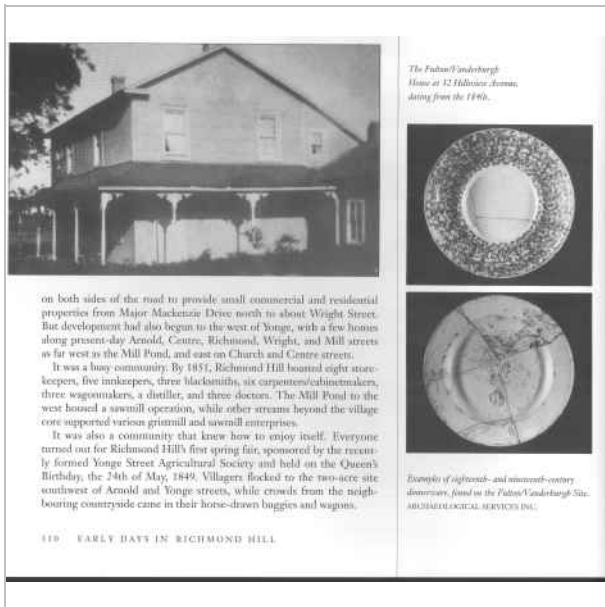 The Fulton/Vanderburgh
House at 32 Hillsview Avenue,
dating from the 1840s.
on both sides of the road to provide small commercial and residential
properties from Major Mackenzie Drive north to about Wright Street.
But development had also begun to the west of Yonge, with a few homes
along present-day Arnold, Centre, Richmond, Wright, and Mill streets
as far west as the Mill Pond, and east on Church and Centre streets.
It was a busy community. By 1851, Richmond Hill boasted eight store-
keepers, five innkeepers, three blacksmiths, six carpenters/cabinetmakers,
three wagonmakers, a distiller, and three doctors. The Mill Pond to the
west housed a sawmill operation, while other streams beyond the village
core supported various gristmill and sawmill enterprises.
It was also a community that knew how to enjoy itself. Everyone
turned out for Richmond Hill's first spring fair, sponsored by the recent-
ly formed Yonge Street Agricultural Society and held on the Queen's
Birthday, the 24th of May, 1849. Villagers flocked to the two-acre site
southwest of Arnold and Yonge streets, while crowds from the neigh-
bouring countryside came in their horse-drawn buggies and wagons.
Examples of eighteenth- and nineteenth-century
dinnerware, found on the Fulton/Vanderburgh Site.
ARCHAEOLOGICAL SERVICES INC.
110 EARLY DAYS IN RICHMOND HILL